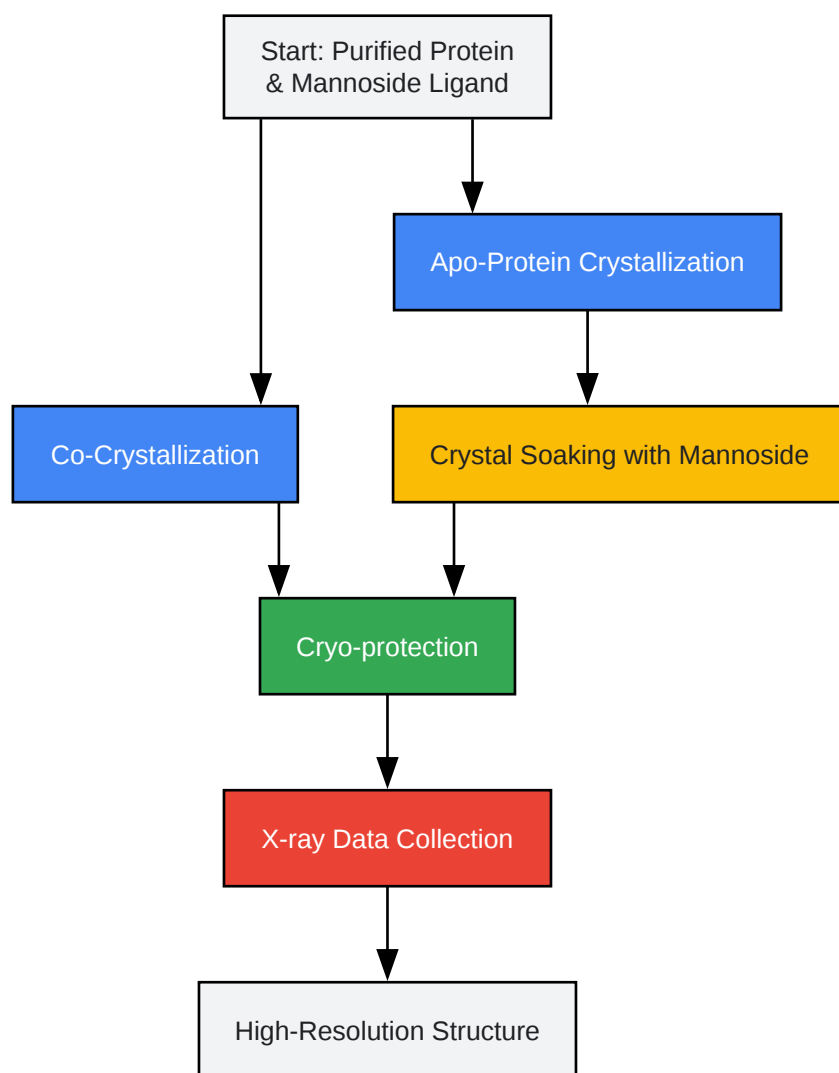 Start: Purified Protein
& Mannoside Ligand
Apo-Protein Crystallization
Co-Crystallization
Crystal Soaking with Mannoside
Cryo-protection
X-ray Data Collection
High-Resolution Structure